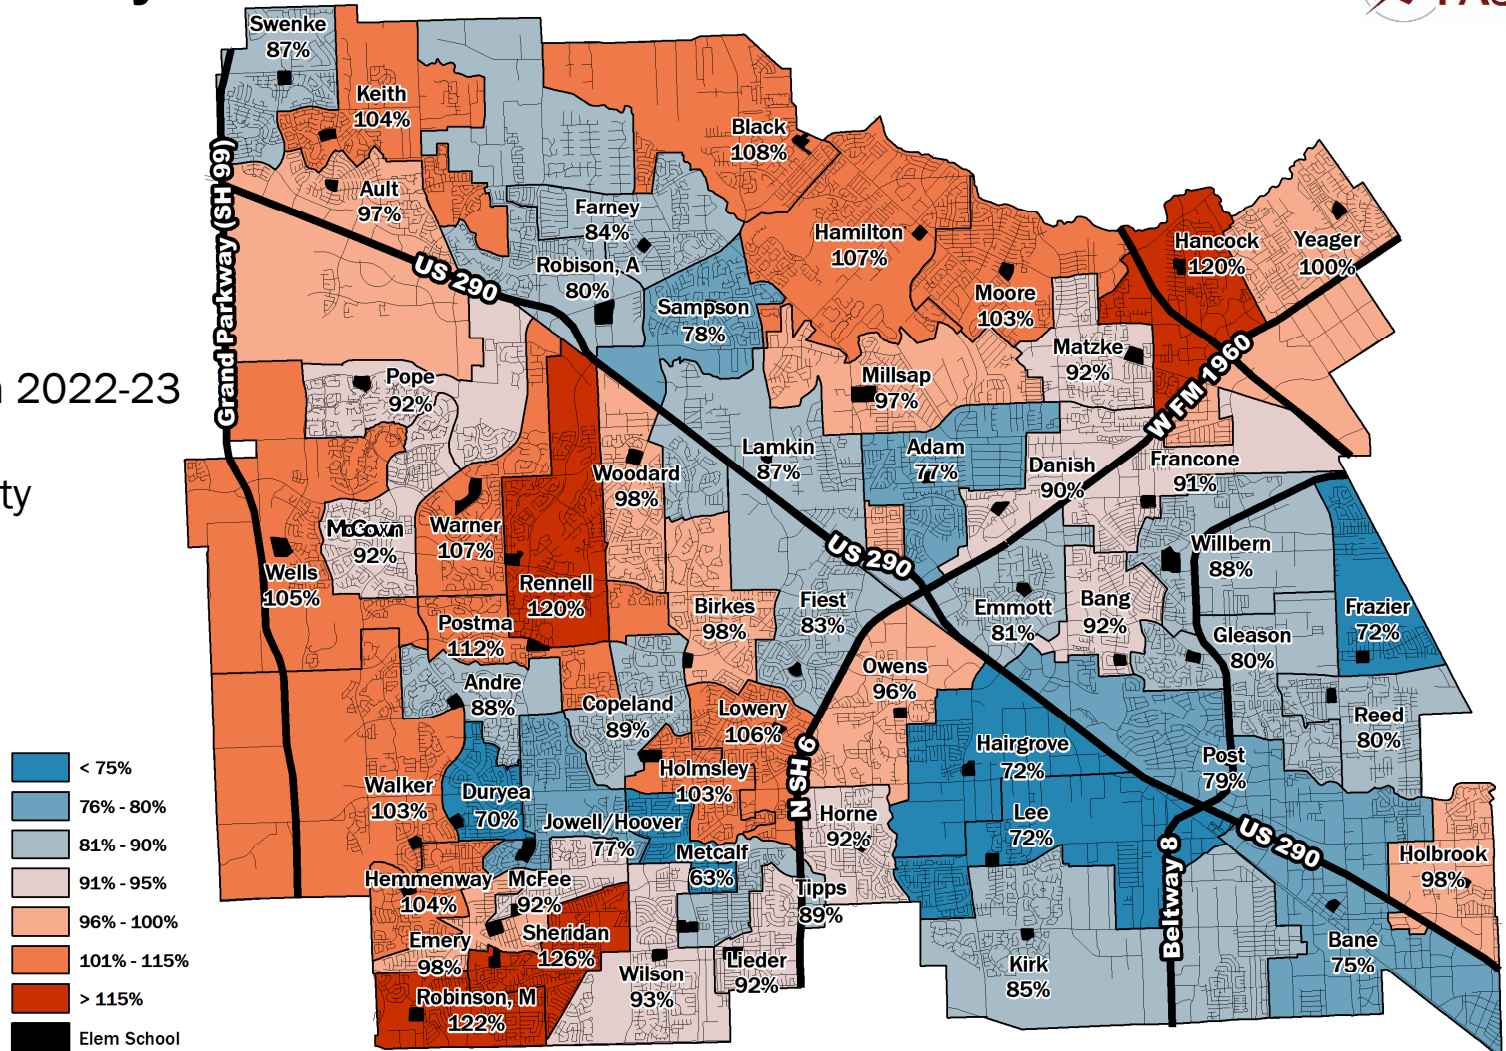 Swenke
87%
Keith
104%
Black
108%
Ault
97%
Farney
84%
Hamilton
107%
Hancock
120%
Yeager
100%
Robison, A
80%
Grand Parkway (SH 99)
US 290
Sampson
78%
Moore
103%
Matzke
92%
W FM 1960
2022-23
Pope
92%
Millsap
97%
Lamkin
87%
Adam
77%
Danish
90%
Francone
91%
Woodard
98%
ty
McCown
92%
Warner
107%
US 290
Willbern
88%
Wells
105%
Rennell
120%
Birkes
98%
Fiest
83%
Emmott
81%
Bang
92%
Frazier
72%
Postma
112%
Gleason
80%
Owens
96%
Andre
88%
Copeland
89%
Lowery
106%
Reed
80%
Hairgrove
72%
Post
79%
N SH 6
Holmsley
103%
Walker
103%
Duryea
70%
Jowell/Hoover
77%
Horne
92%
Lee
72%
US 290
Beltway 8
Metcalf
63%
Holbrook
98%
Hemmenway
104%
McFee
92%
Tipps
89%
Emery
98%
Sheridan
126%
Wilson
93%
Lieder
92%
Kirk
85%
Bane
75%
Robinson, M
122%
< 75%
76% - 80%
81% - 90%
91% - 95%
96% - 100%
101% - 115%
> 115%
Elem School